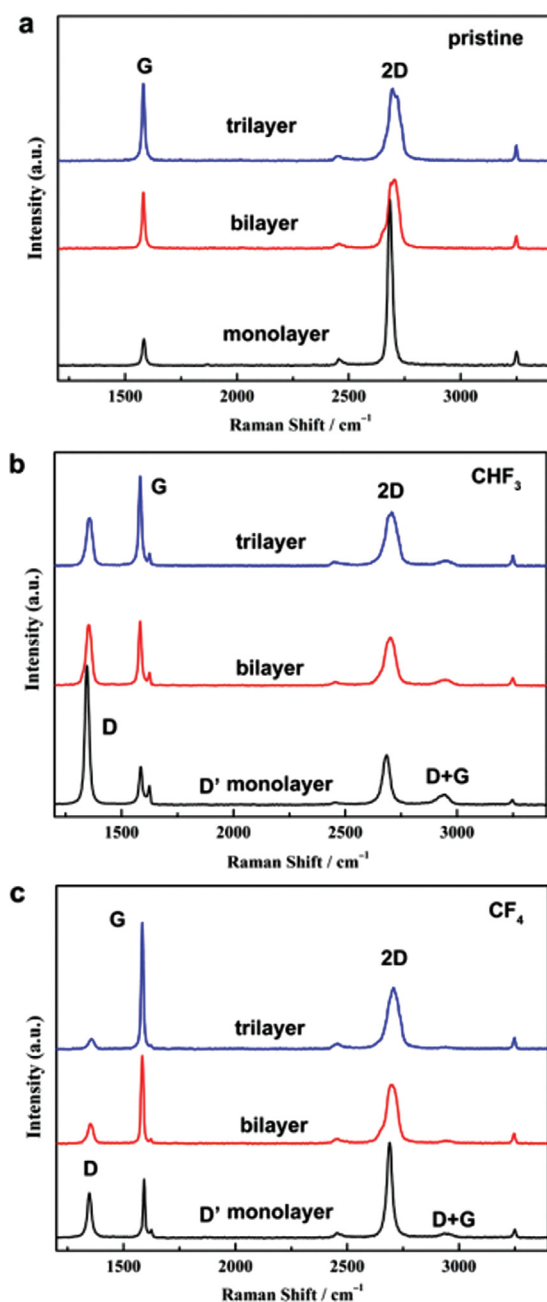 a
pristine
G
2D
trilayer
bilayer
monolayer
Intensity (a.u.)
1500 2000 2500 3000
Raman Shift / cm⁻¹
b
CHF₃
G
2D
trilayer
bilayer
D
D' monolayer
D+G
Intensity (a.u.)
1500 2000 2500 3000
Raman Shift / cm⁻¹
c
CF₄
G
2D
trilayer
bilayer
D
D' monolayer
D+G
Intensity (a.u.)
1500 2000 2500 3000
Raman Shift / cm⁻¹